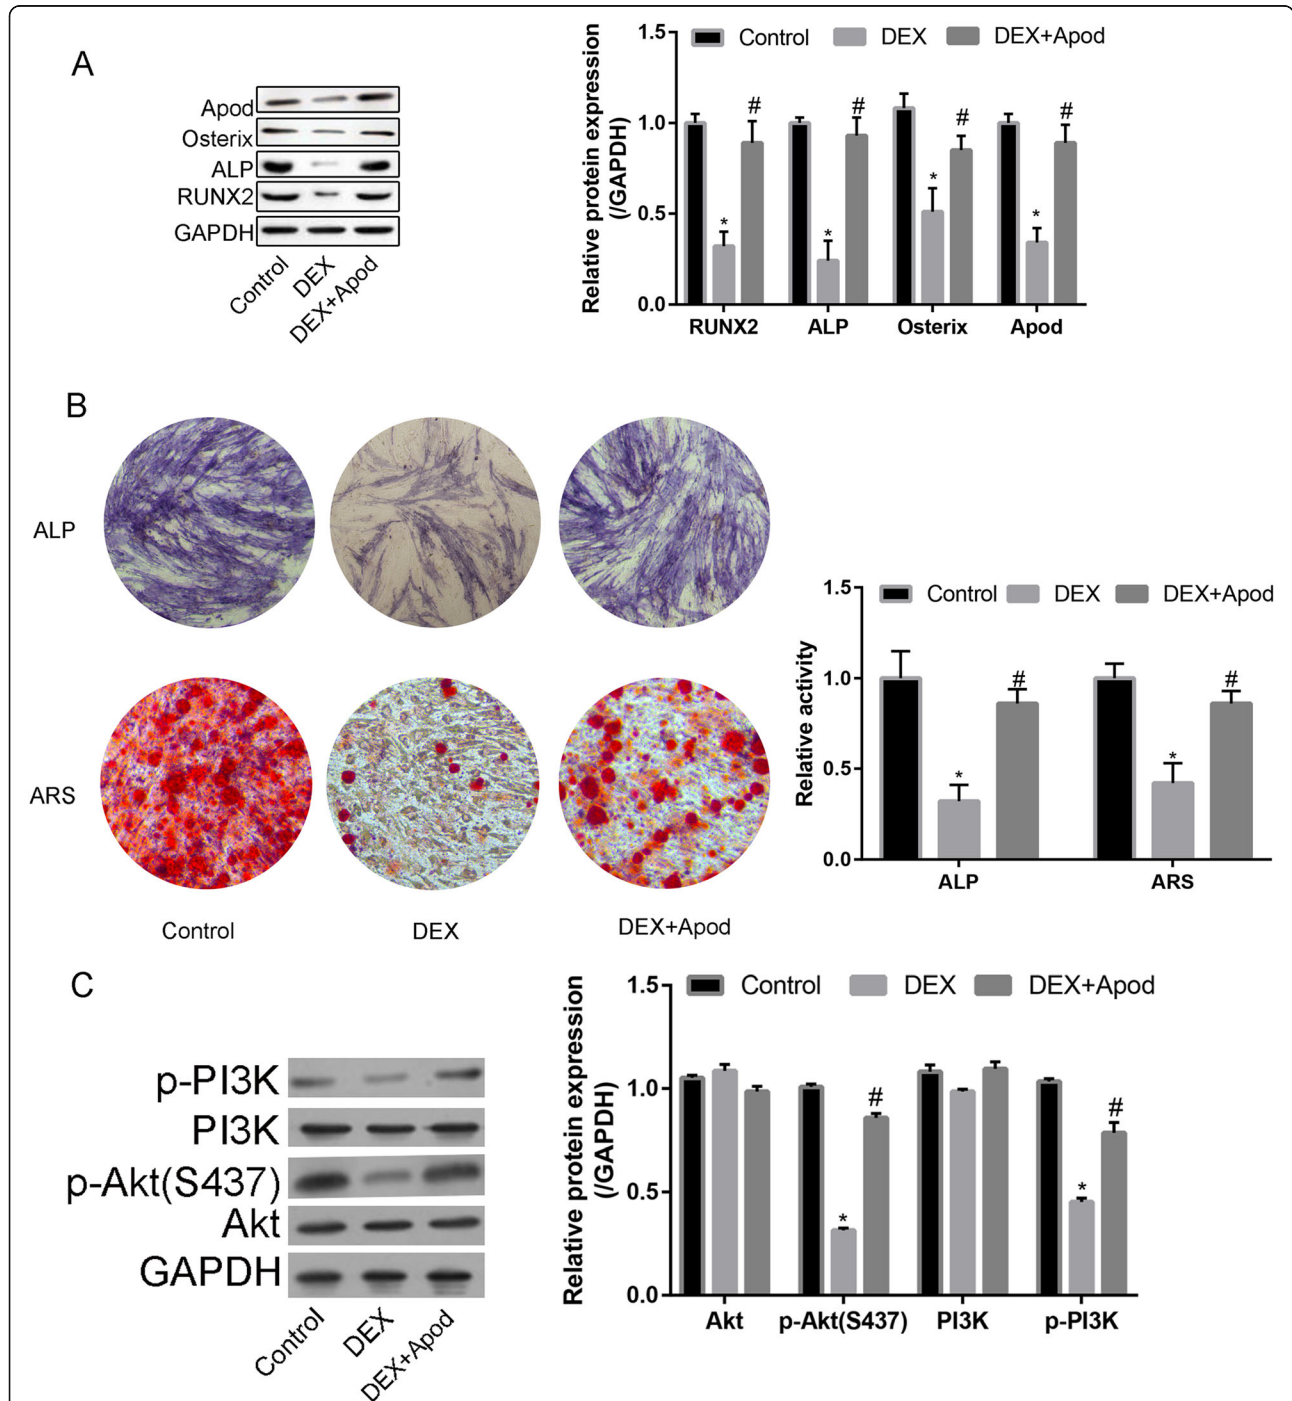 A
Apod
Osterix
ALP
RUNX2
GAPDH
Control
DEX
DEX+Apod
Relative protein expression
(/GAPDH)
1.5
1.0
0.5
0.0
Control DEX DEX+Apod
* # * # * # * #
RUNX2 ALP Osterix Apod
B
ALP
ARS
Control DEX DEX+Apod
Relative activity
1.5
1.0
0.5
0.0
Control DEX DEX+Apod
* # * #
ALP ARS
C
p-PI3K
PI3K
p-Akt(S437)
Akt
GAPDH
Control
DEX
DEX+Apod
Relative protein expression
(/GAPDH)
1.5
1.0
0.5
0.0
Control DEX DEX+Apod
* # * #
Akt p-Akt(S437) PI3K p-PI3K